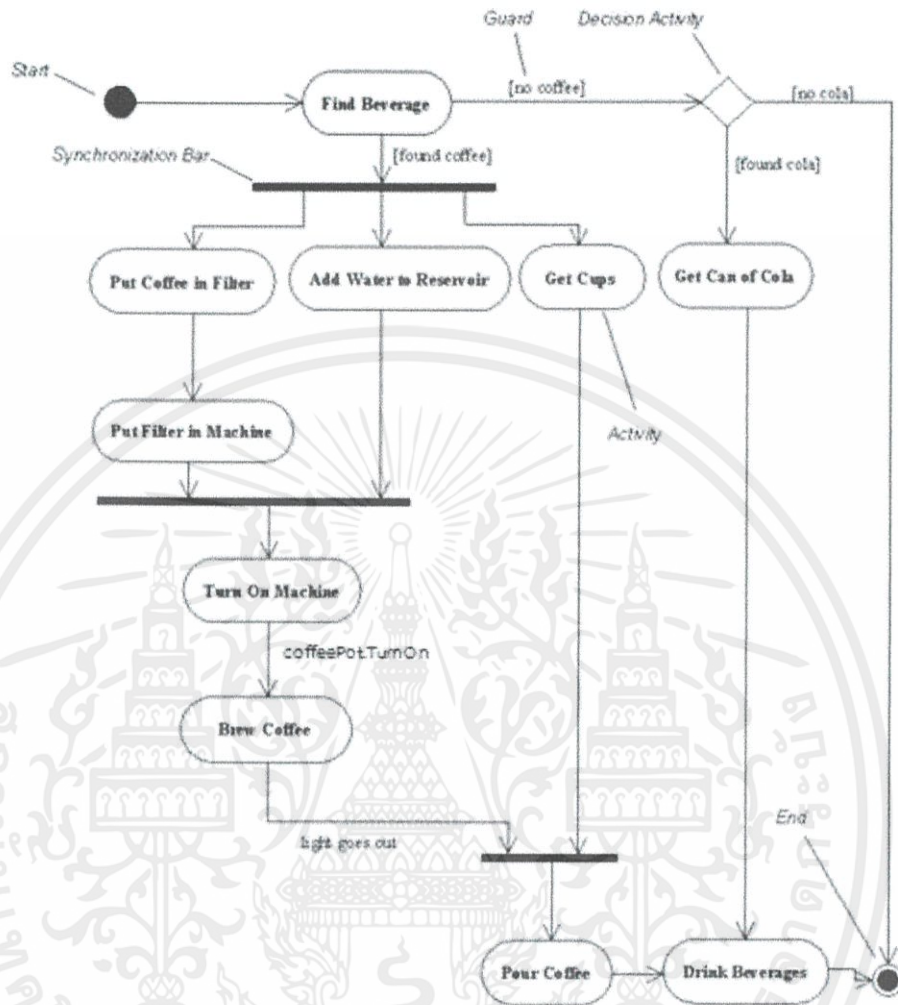 Guard
Decision Activity
Start
[no coffee]
[no cola]
Find Beverage
Synchronization Bar
[found coffee]
[found cola]
Put Coffee in Filter
Add Water to Reservoir
Get Cups
Get Can of Cola
Put Filter in Machine
Activity
Turn On Machine
coffeePot.TurnOn
Brew Coffee
light goes out
End
Pour Coffee
Drink Beverages